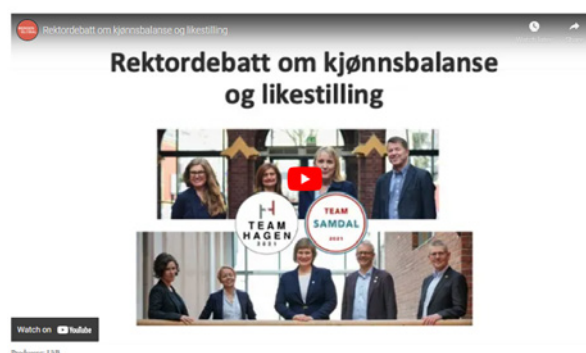 Rektordebatt om kjønnsbalanse og likestilling
Rektordebatt om kjønnsbalanse
og likestilling
TEAM
HAGEN
2021
TEAM
SAMDAL
2021
Watch on YouTube